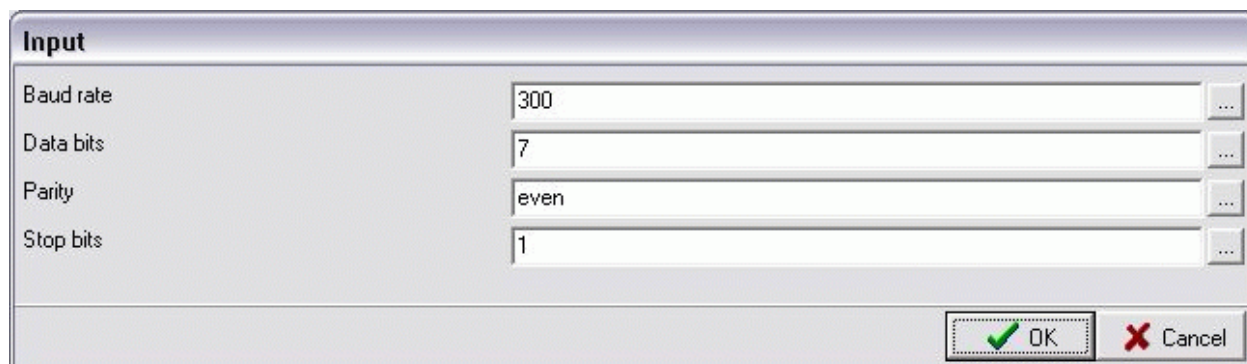 Input
Baud rate 300 ...
Data bits 7 ...
Parity even ...
Stop bits 1 ...
OK Cancel